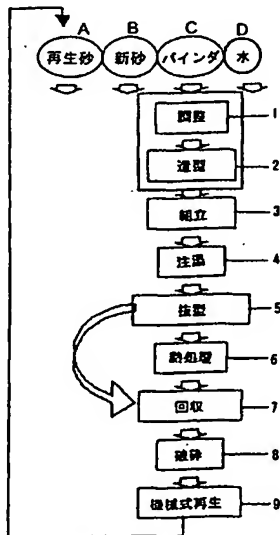 A B C D
再生砂 新砂 バインダ 水
調整 1
造型 2
組立 3
注湯 4
抜型 5
熱処理 6
回収 7
破砕 8
機械式再生 9